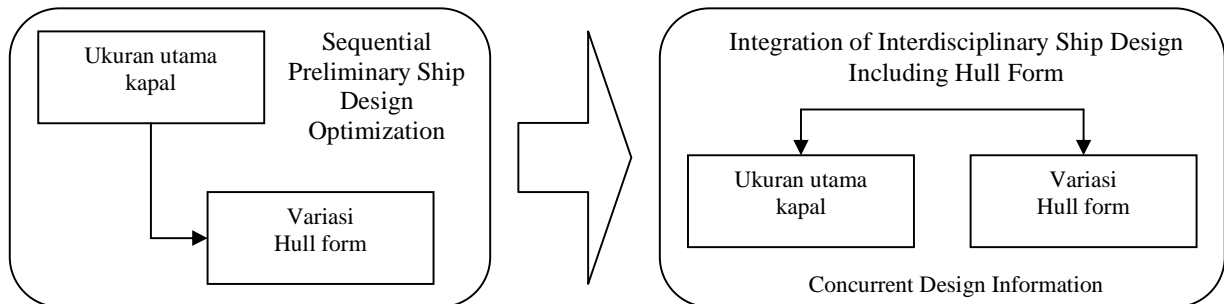 Ukuran utama
kapal
Sequential
Preliminary Ship
Design
Optimization
Variasi
Hull form
Integration of Interdisciplinary Ship Design
Including Hull Form
Ukuran utama
kapal
Variasi
Hull form
Concurrent Design Information